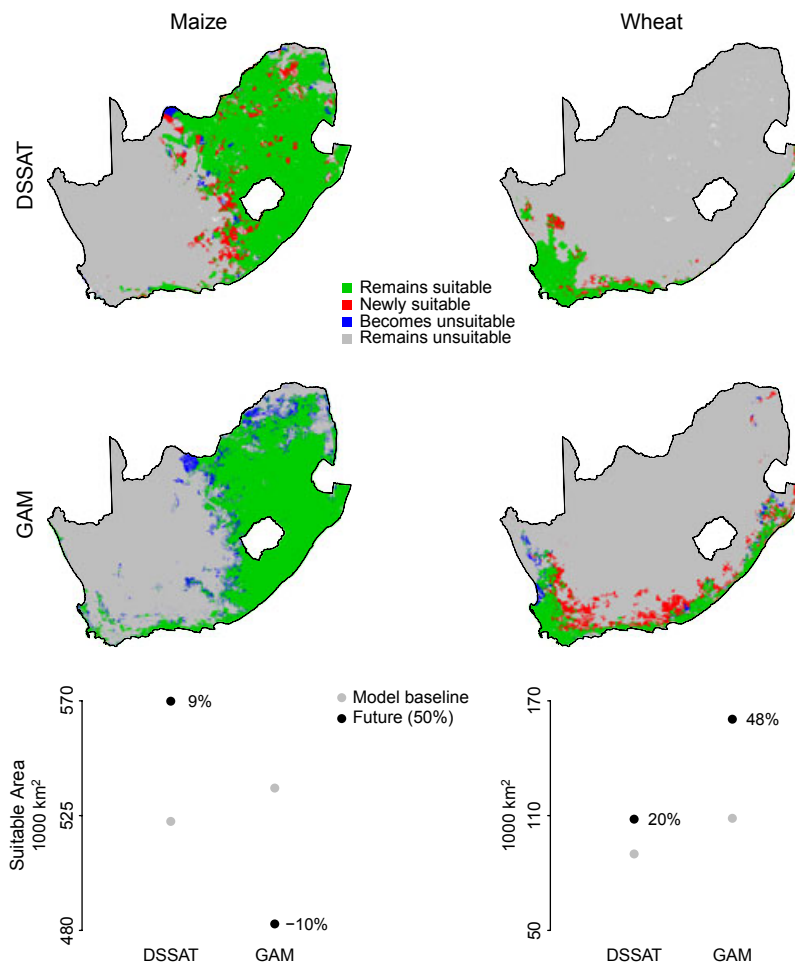 Maize
Wheat
DSSAT
Remains suitable
Newly suitable
Becomes unsuitable
Remains unsuitable
GAM
Model baseline
Future (50%)
Suitable Area
1000 km²
570
525
480
9%
−10%
DSSAT
GAM
1000 km²
170
110
50
48%
20%
DSSAT
GAM